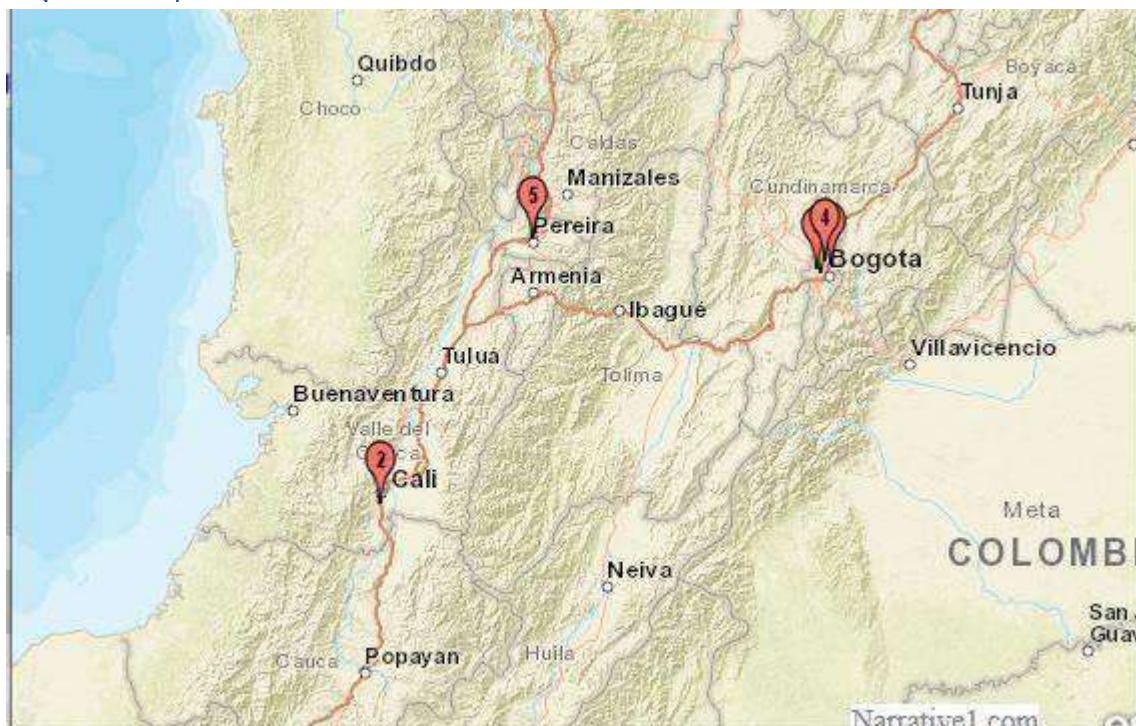 Quibdo
Choco
Boyaca
Tunja
Caldas
Manizales
Cundinamarca
5
4
Pereira
Bogota
Armenia
Ibagué
Villavicencio
Tuluá
Tolima
Buenaventura
Valle del
2
Cali
Meta
COLOMB
Neiva
San
Guav
Cauca
Popayan
Huila
Narrative1.com